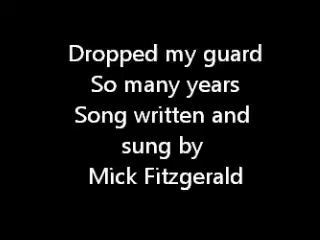 Dropped my guard
So many years
Song written and
sung by
Mick Fitzgerald